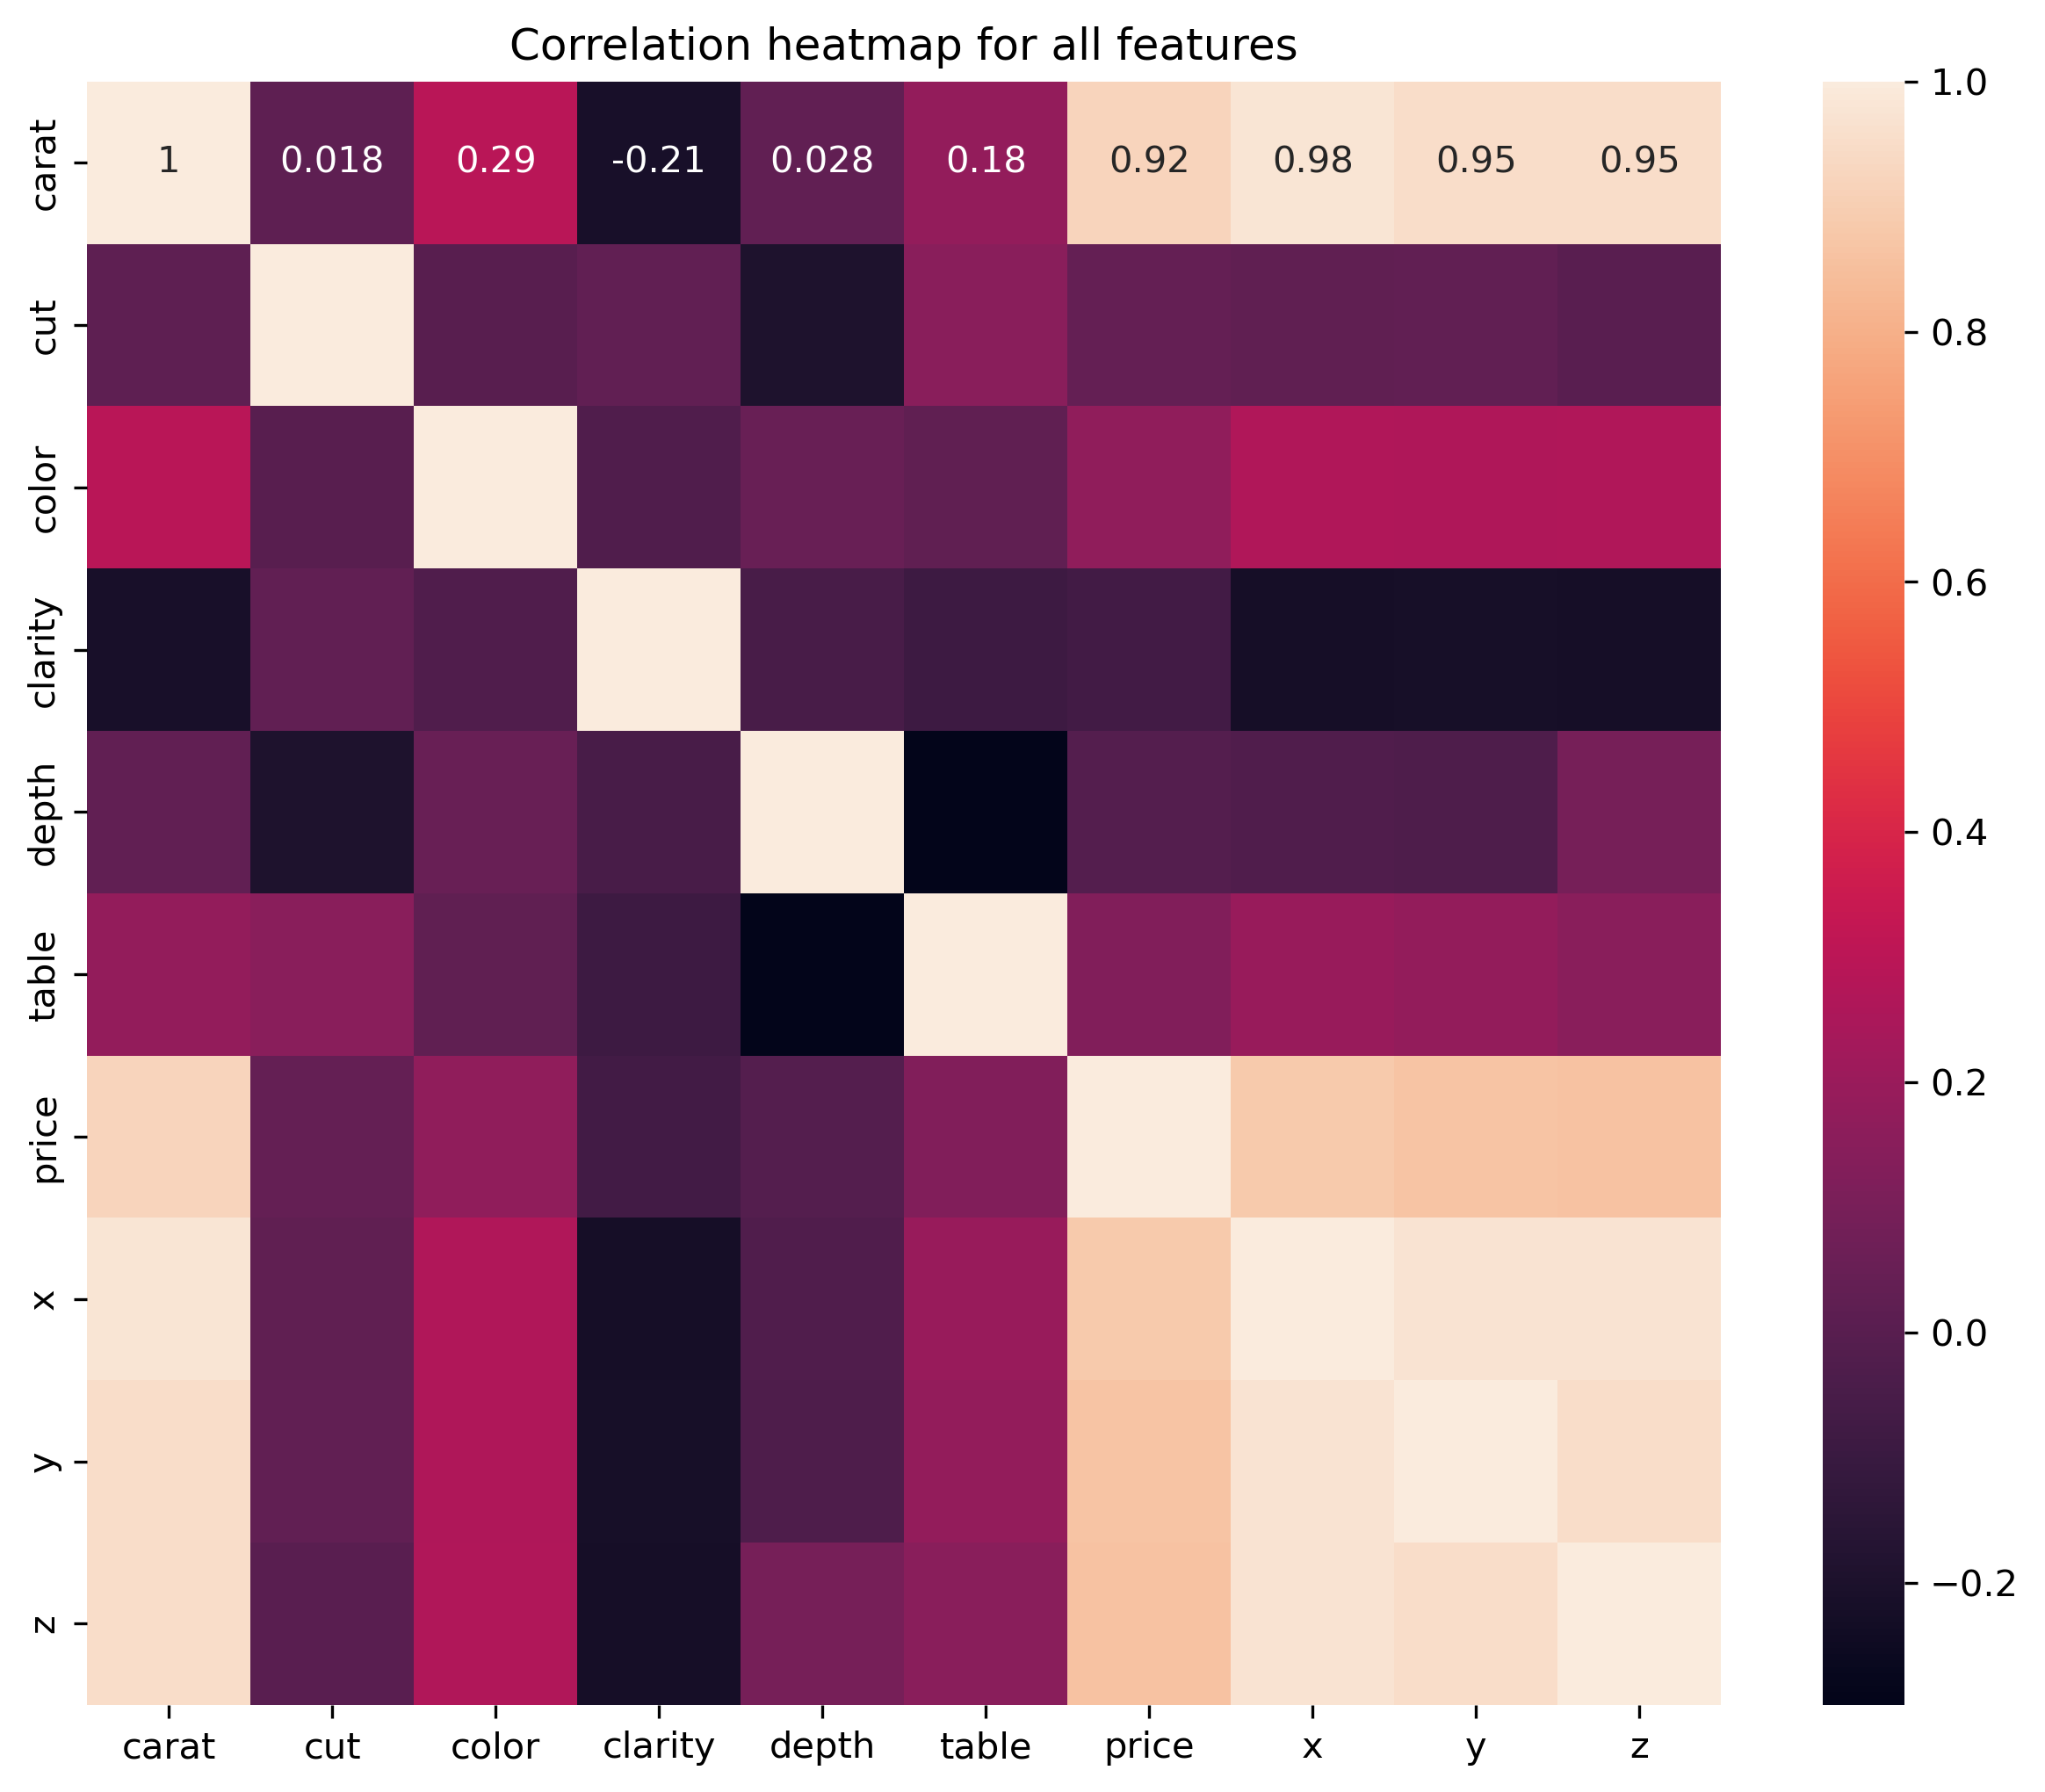 Correlation heatmap for all features
carat 1 0.018 0.29 -0.21 0.028 0.18 0.92 0.98 0.95 0.95
cut
color
clarity
depth
table
price
x
y
z
carat cut color clarity depth table price x y z
1.0
0.8
0.6
0.4
0.2
0.0
−0.2